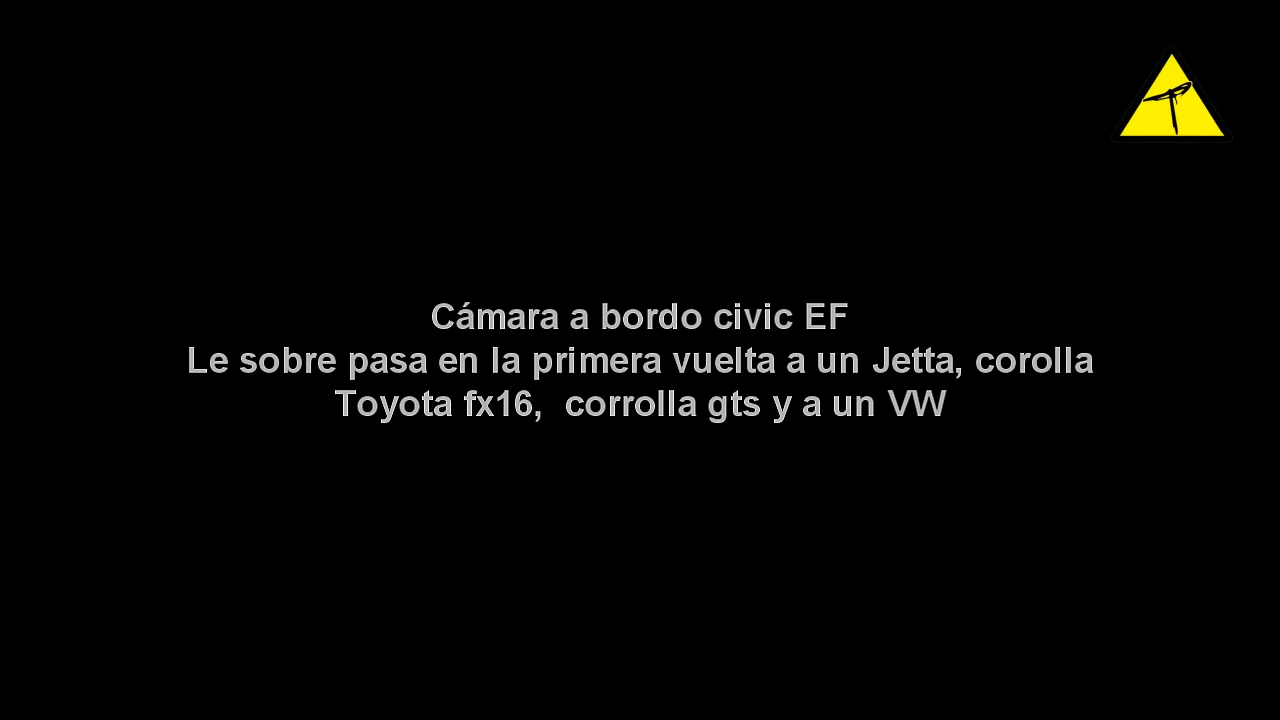 Cámara a bordo civic EF
Le sobre pasa en la primera vuelta a un Jetta, corolla
Toyota fx16,  corrolla gts y a un VW